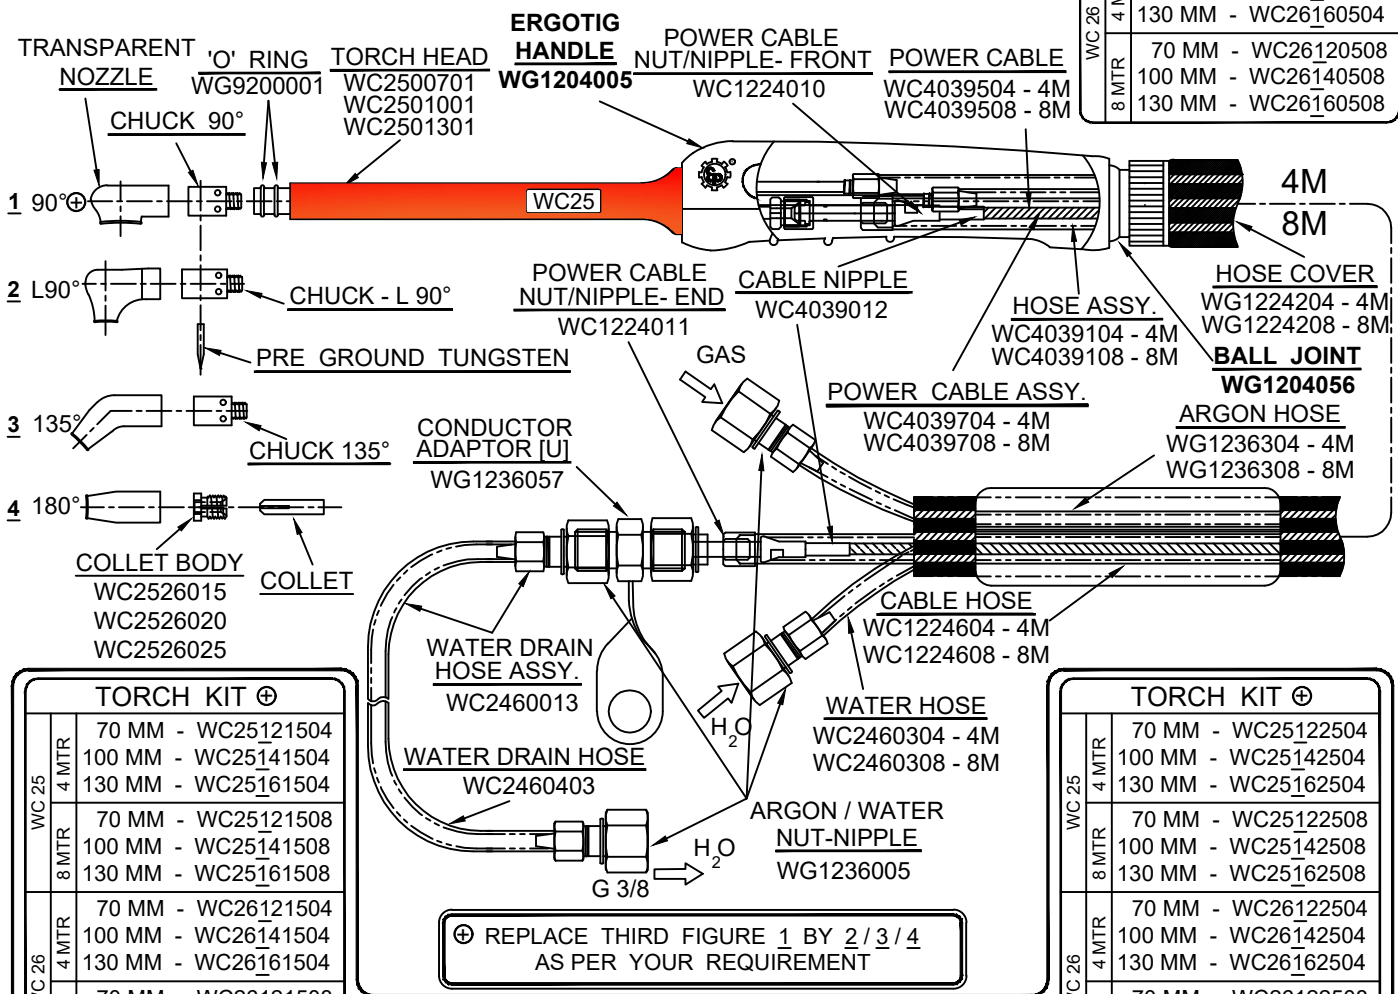 TRANSPARENT
NOZZLE
'O' RING
WG9200001
TORCH HEAD
WC2500701
WC2501001
WC2501301
ERGOTIG
HANDLE
WG1204005
POWER CABLE
NUT/NIPPLE- FRONT
WC1224010
POWER CABLE
WC4039504 - 4M
WC4039508 - 8M
WC 26
130 MM - WC26160504
8 MTR
70 MM - WC26120508
100 MM - WC26140508
130 MM - WC26160508
CHUCK 90°
1 90°⊕
WC25
4M
8M
2 L90°
CHUCK - L 90°
PRE GROUND TUNGSTEN
POWER CABLE
NUT/NIPPLE- END
WC1224011
CABLE NIPPLE
WC4039012
HOSE ASSY.
WC4039104 - 4M
WC4039108 - 8M
HOSE COVER
WG1224204 - 4M
WG1224208 - 8M
BALL JOINT
WG1204056
GAS
POWER CABLE ASSY.
WC4039704 - 4M
WC4039708 - 8M
ARGON HOSE
WG1236304 - 4M
WG1236308 - 8M
3 135°
CHUCK 135°
CONDUCTOR
ADAPTOR [U]
WG1236057
4 180°
COLLET BODY
WC2526015
WC2526020
WC2526025
COLLET
CABLE HOSE
WC1224604 - 4M
WC1224608 - 8M
WATER DRAIN
HOSE ASSY.
WC2460013
H2O
WATER HOSE
WC2460304 - 4M
WC2460308 - 8M
WATER DRAIN HOSE
WC2460403
ARGON / WATER
NUT-NIPPLE
WG1236005
H2O
G 3/8
TORCH KIT ⊕
WC 25
4 MTR
70 MM - WC25121504
100 MM - WC25141504
130 MM - WC25161504
8 MTR
70 MM - WC25121508
100 MM - WC25141508
130 MM - WC25161508
4 MTR
70 MM - WC26121504
100 MM - WC26141504
130 MM - WC26161504
⊕ REPLACE THIRD FIGURE 1 BY 2 / 3 / 4
AS PER YOUR REQUIREMENT
TORCH KIT ⊕
WC 25
4 MTR
70 MM - WC25122504
100 MM - WC25142504
130 MM - WC25162504
8 MTR
70 MM - WC25122508
100 MM - WC25142508
130 MM - WC25162508
4 MTR
70 MM - WC26122504
100 MM - WC26142504
130 MM - WC26162504